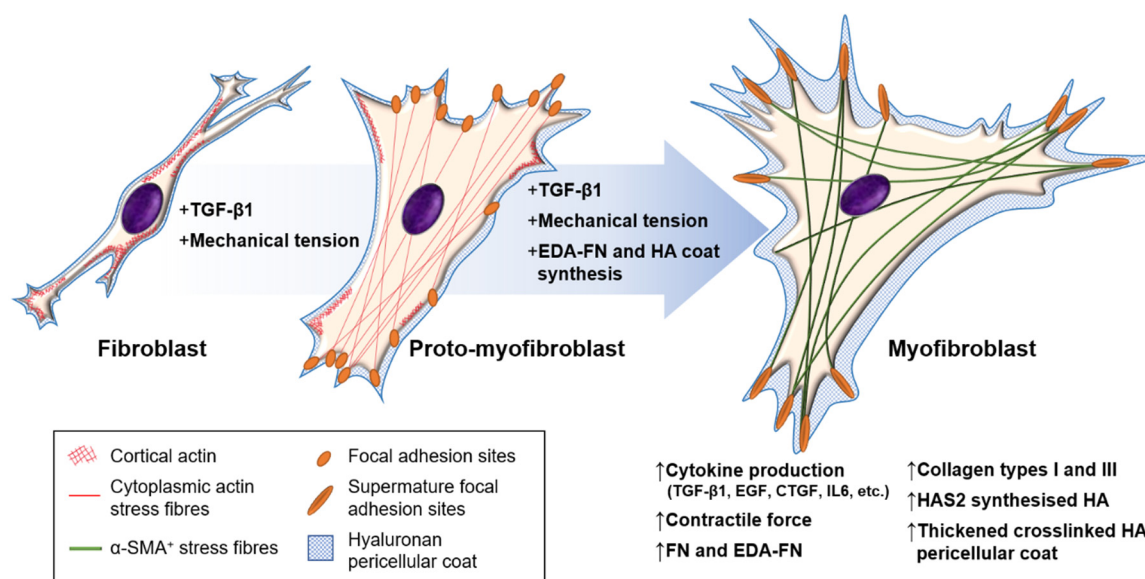 +TGF-β1
+Mechanical tension
+TGF-β1
+Mechanical tension
+EDA-FN and HA coat
synthesis
Fibroblast
Proto-myofibroblast
Myofibroblast
Cortical actin
Cytoplasmic actin
stress fibres
α-SMA⁺ stress fibres
Focal adhesion sites
Supermature focal
adhesion sites
Hyaluronan
pericellular coat
↑Cytokine production
(TGF-β1, EGF, CTGF, IL6, etc.)
↑Contractile force
↑FN and EDA-FN
↑Collagen types I and III
↑HAS2 synthesised HA
↑Thickened crosslinked HA
pericellular coat